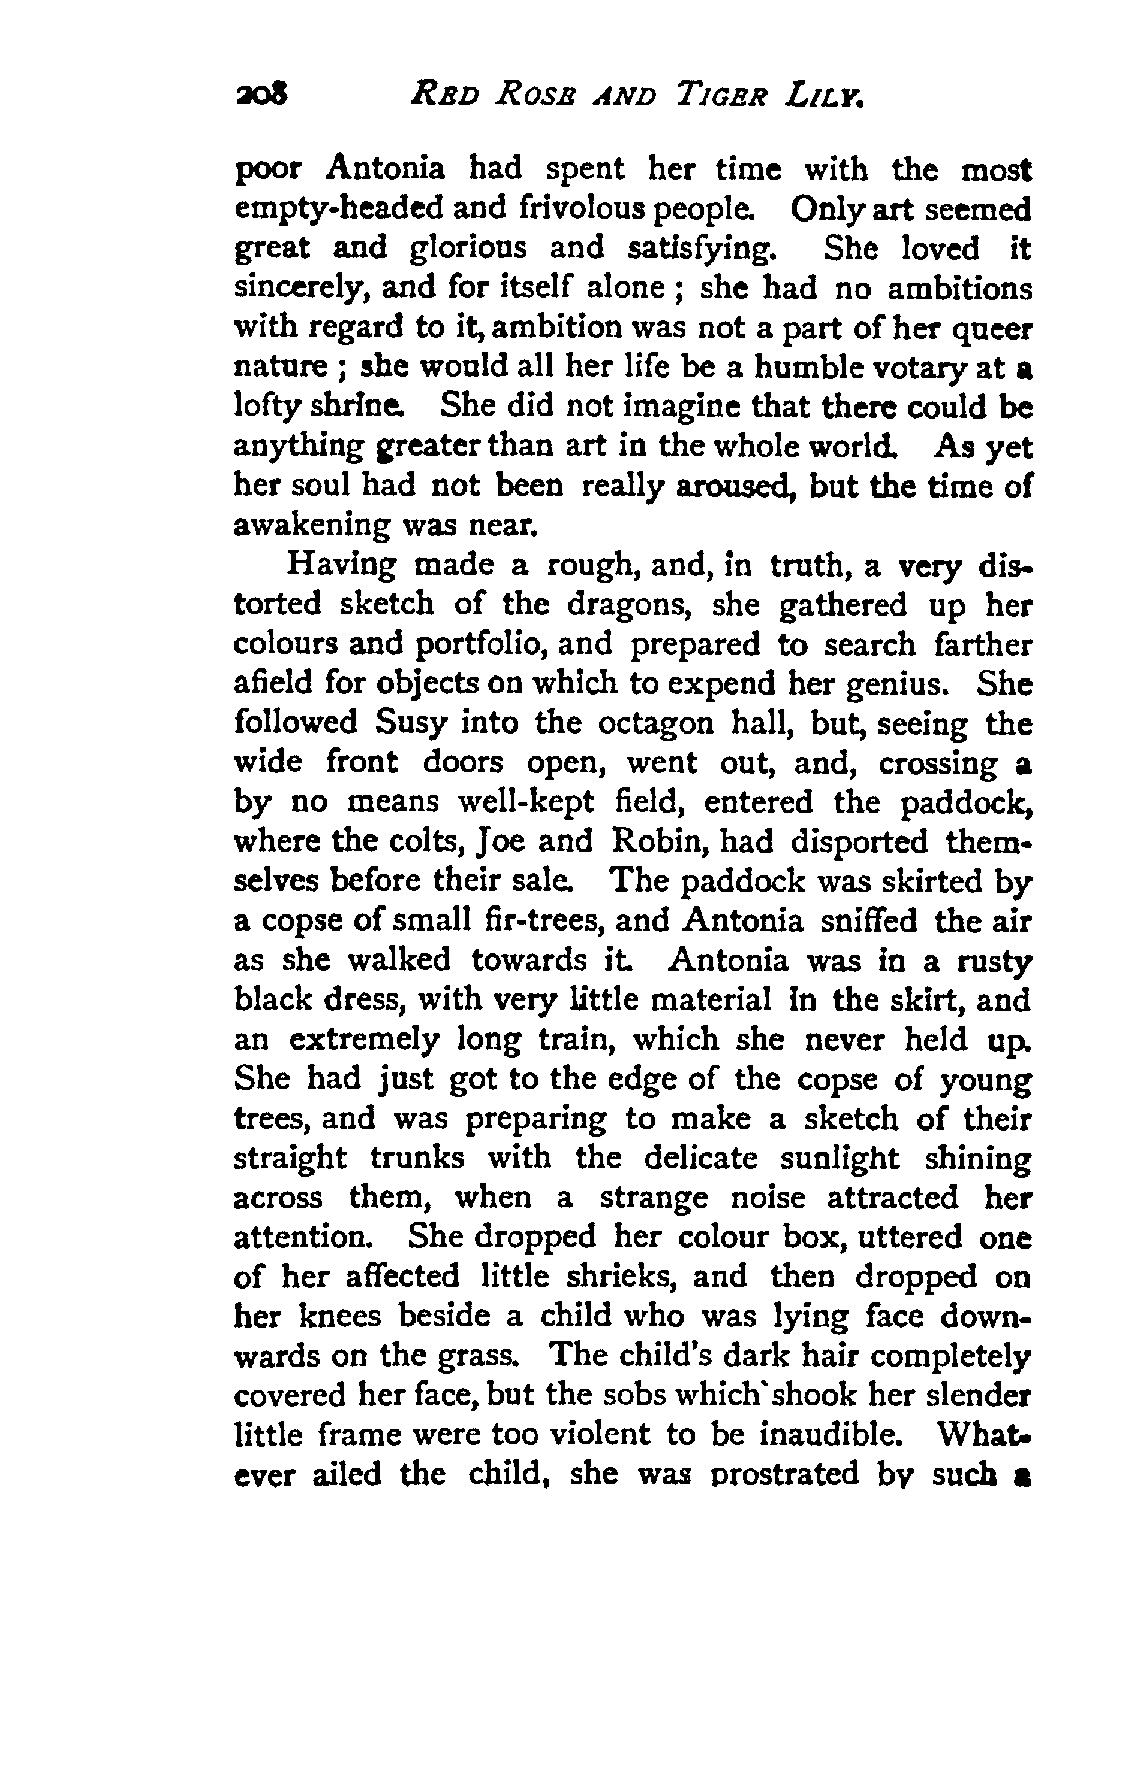 208 RED ROSE AND TIGER LILY.
poor Antonia had spent her time with the most
empty-headed and frivolous people. Only art seemed
great and glorious and satisfying. She loved it
sincerely, and for itself alone ; she had no ambitions
with regard to it, ambition was not a part of her queer
nature ; she would all her life be a humble votary at a
lofty shrine. She did not imagine that there could be
anything greater than art in the whole world. As yet
her soul had not been really aroused, but the time of
awakening was near.
Having made a rough, and, in truth, a very dis-
torted sketch of the dragons, she gathered up her
colours and portfolio, and prepared to search farther
afield for objects on which to expend her genius. She
followed Susy into the octagon hall, but, seeing the
wide front doors open, went out, and, crossing a
by no means well-kept field, entered the paddock,
where the colts, Joe and Robin, had disported them-
selves before their sale. The paddock was skirted by
a copse of small fir-trees, and Antonia sniffed the air
as she walked towards it. Antonia was in a rusty
black dress, with very little material in the skirt, and
an extremely long train, which she never held up.
She had just got to the edge of the copse of young
trees, and was preparing to make a sketch of their
straight trunks with the delicate sunlight shining
across them, when a strange noise attracted her
attention. She dropped her colour box, uttered one
of her affected little shrieks, and then dropped on
her knees beside a child who was lying face down-
wards on the grass. The child's dark hair completely
covered her face, but the sobs which shook her slender
little frame were too violent to be inaudible. What-
ever ailed the child, she was prostrated by such a